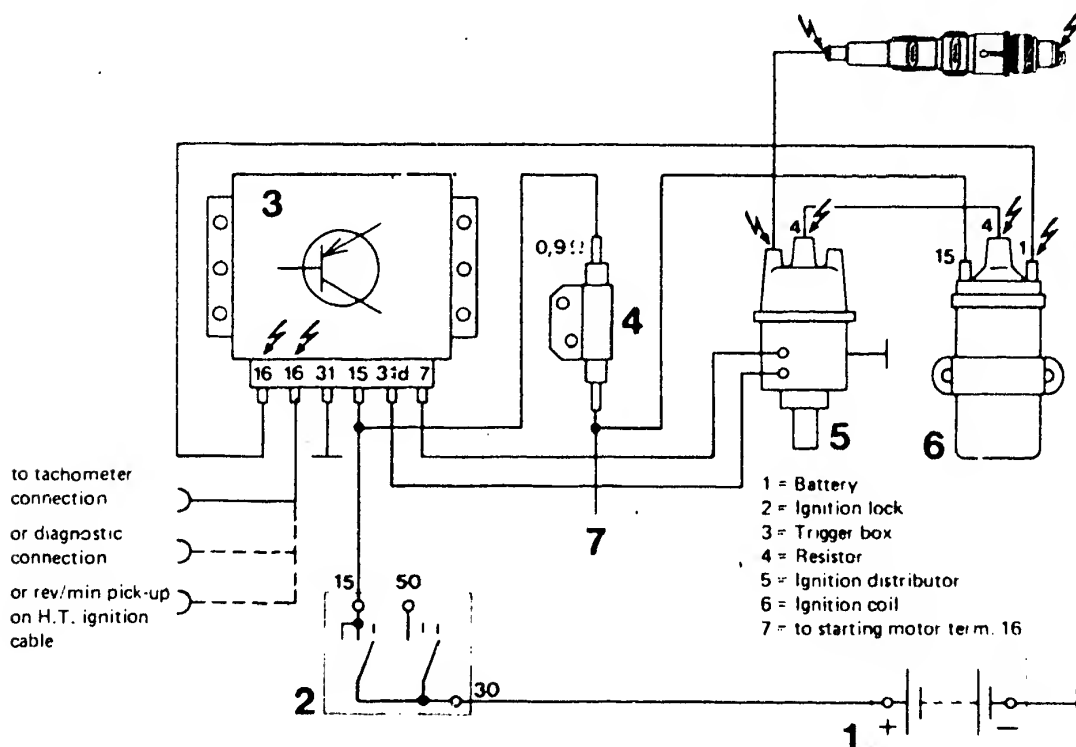 3
0,9Ω
4
4
4
15
1
16 16 31 15 31d 7
5
6
7
to tachometer
connection
or diagnostic
connection
or rev/min pick-up
on H.T. ignition
cable
1 = Battery
2 = Ignition lock
3 = Trigger box
4 = Resistor
5 = Ignition distributor
6 = Ignition coil
7 = to starting motor term. 16
15 50
2
30
1
+ −